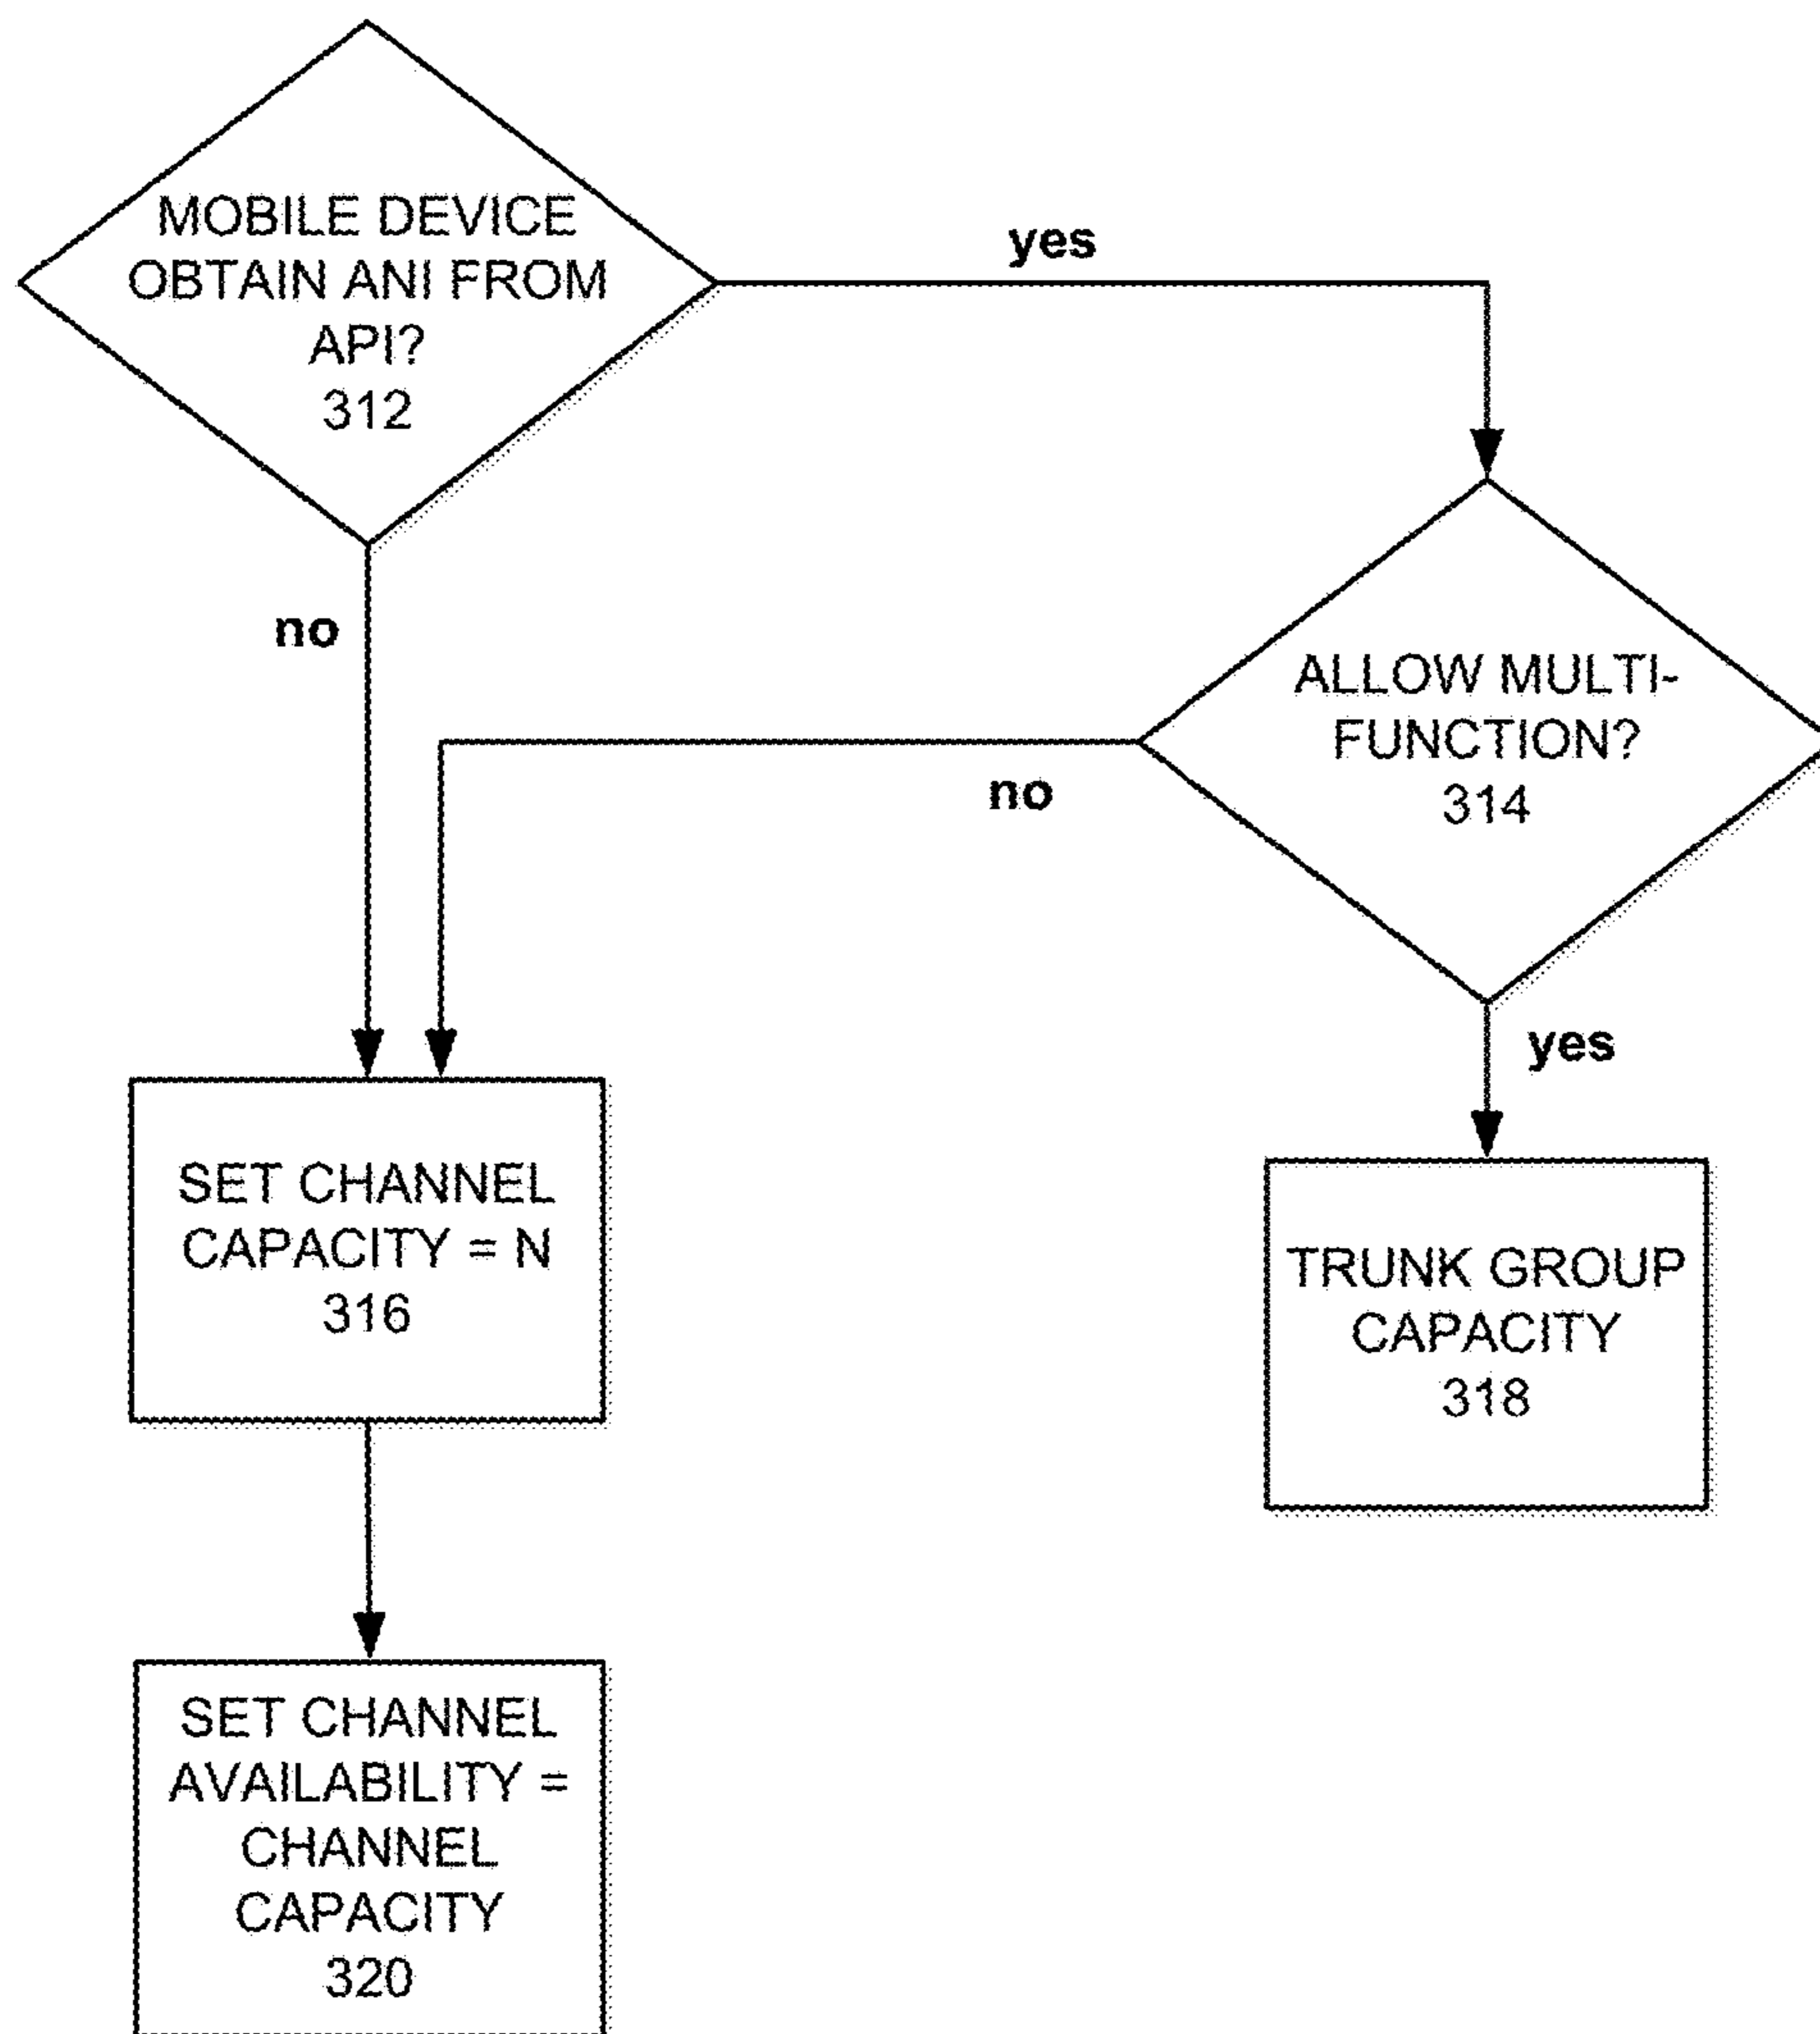 MOBILE DEVICE
OBTAIN ANI FROM
API?
312
yes
no
ALLOW MULTI-
FUNCTION?
314
no
yes
SET CHANNEL
CAPACITY = N
316
TRUNK GROUP
CAPACITY
318
SET CHANNEL
AVAILABILITY =
CHANNEL
CAPACITY
320